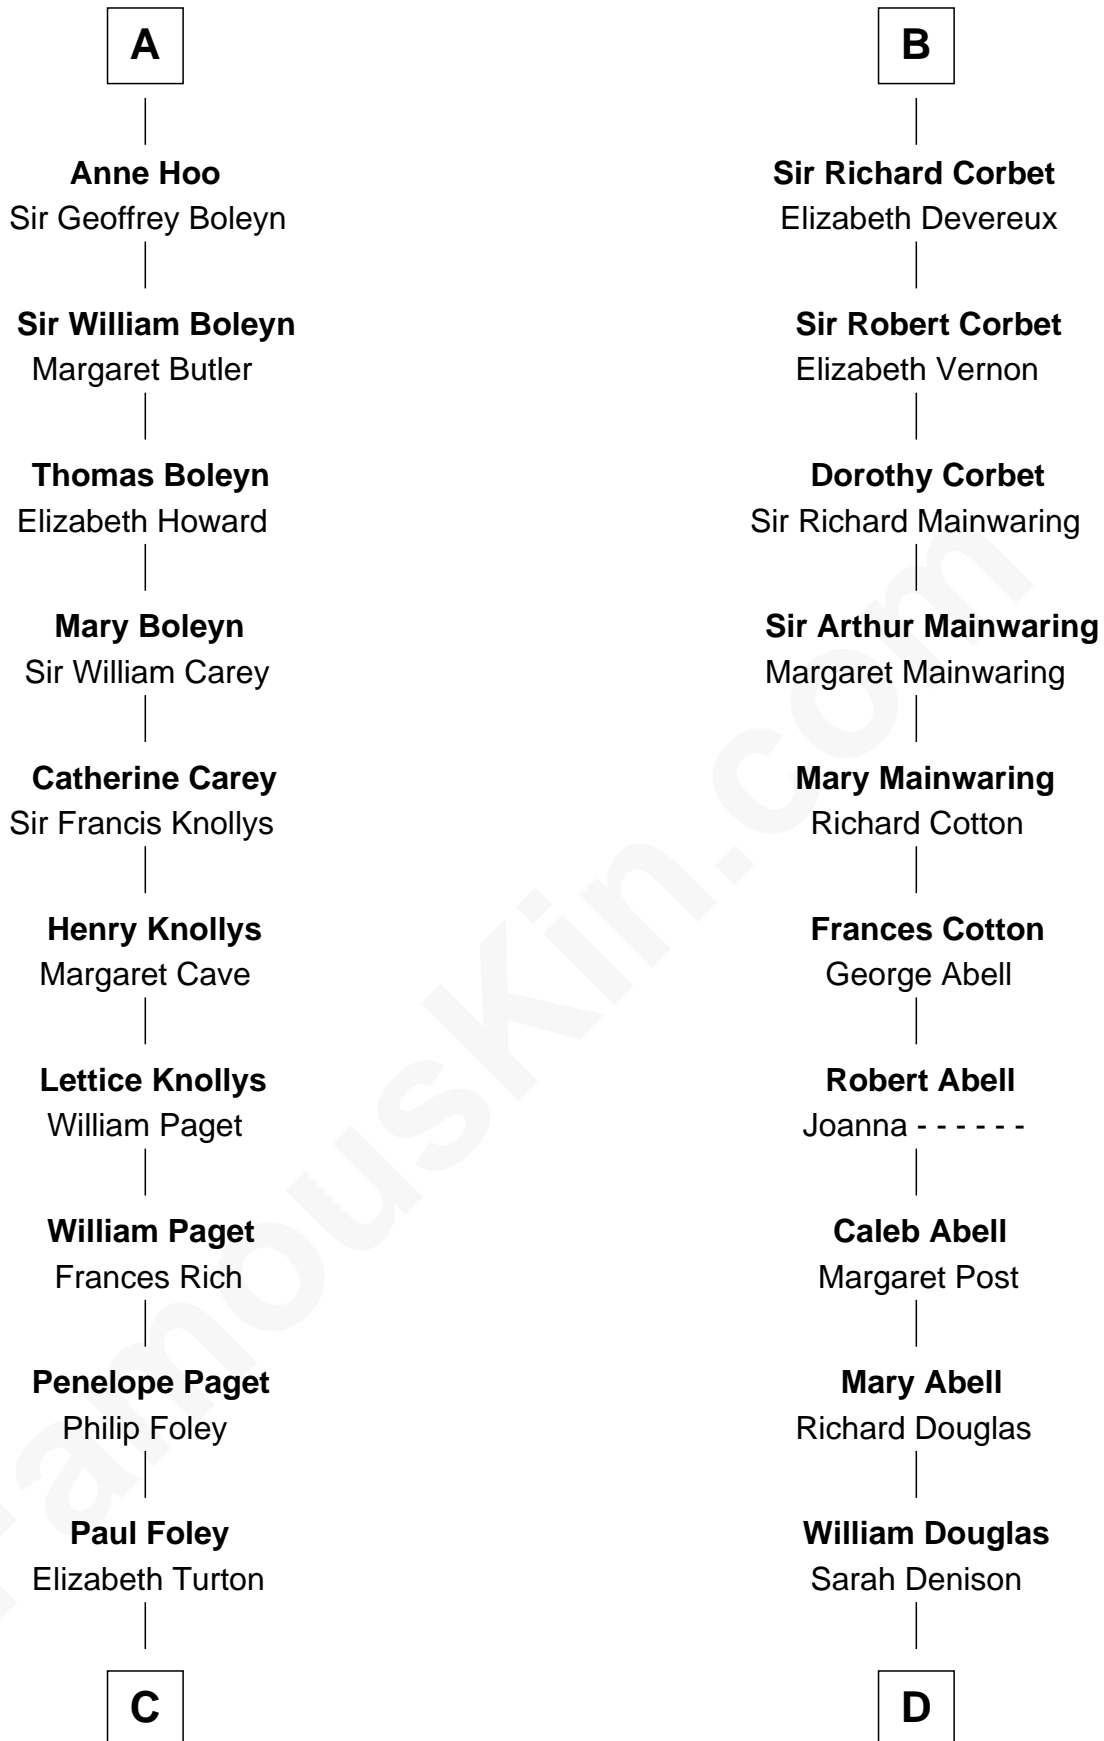 A
Anne Hoo
Sir Geoffrey Boleyn
Sir William Boleyn
Margaret Butler
Thomas Boleyn
Elizabeth Howard
Mary Boleyn
Sir William Carey
Catherine Carey
Sir Francis Knollys
Henry Knollys
Margaret Cave
Lettice Knollys
William Paget
William Paget
Frances Rich
Penelope Paget
Philip Foley
Paul Foley
Elizabeth Turton
C
B
Sir Richard Corbet
Elizabeth Devereux
Sir Robert Corbet
Elizabeth Vernon
Dorothy Corbet
Sir Richard Mainwaring
Sir Arthur Mainwaring
Margaret Mainwaring
Mary Mainwaring
Richard Cotton
Frances Cotton
George Abell
Robert Abell
Joanna - - - - - -
Caleb Abell
Margaret Post
Mary Abell
Richard Douglas
William Douglas
Sarah Denison
D
FamousKin.com